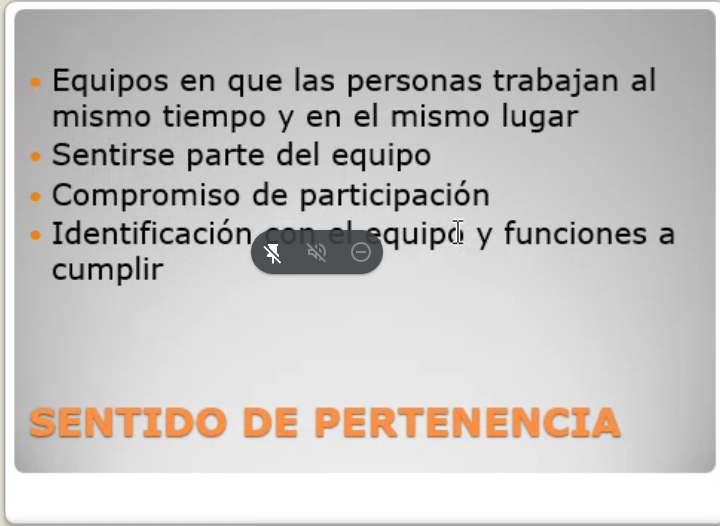 Equipos en que las personas trabajan al
mismo tiempo y en el mismo lugar
Sentirse parte del equipo
Compromiso de participación
Identificación con el equipo y funciones a
cumplir
SENTIDO DE PERTENENCIA